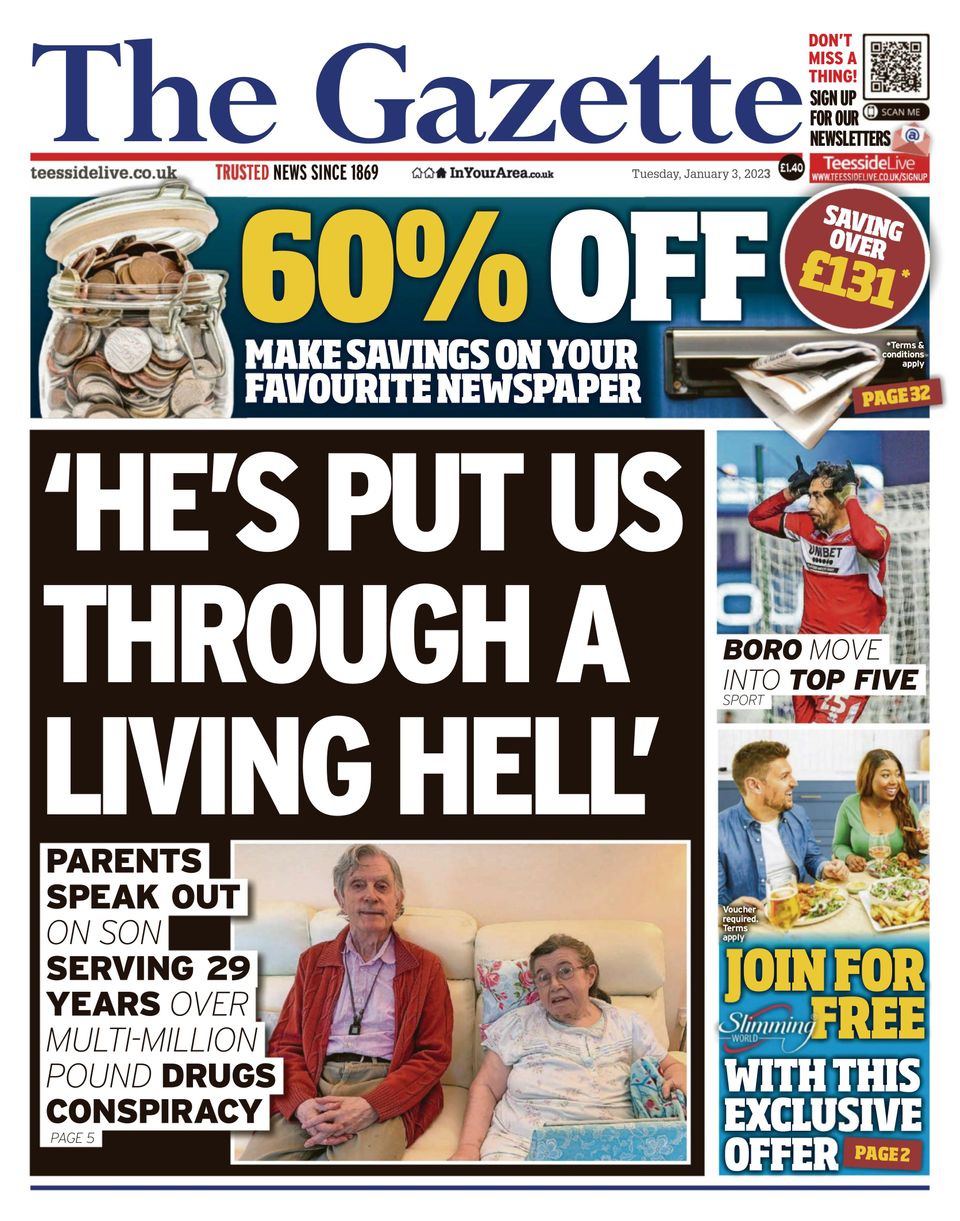 The Gazette
DON'T
MISS A
THING!
SIGN UP
FOR OUR
NEWSLETTERS
SCAN ME
@
teessidelive.co.uk
TRUSTED NEWS SINCE 1869
InYourArea.co.uk
Tuesday, January 3, 2023
£1.40
TeessideLive
WWW.TEESSIDELIVE.CO.UK/SIGNUP
60% OFF
MAKE SAVINGS ON YOUR
FAVOURITE NEWSPAPER
SAVING
OVER
£131*
*Terms &
conditions
apply
PAGE 32
'HE'S PUT US
THROUGH A
LIVING HELL'
PARENTS
SPEAK OUT
ON SON
SERVING 29
YEARS OVER
MULTI-MILLION
POUND DRUGS
CONSPIRACY
PAGE 5
UNIBET
BORO MOVE
INTO TOP FIVE
SPORT
Voucher
required.
Terms
apply
JOIN FOR
FREE
Slimming
WORLD
WITH THIS
EXCLUSIVE
OFFER
PAGE 2